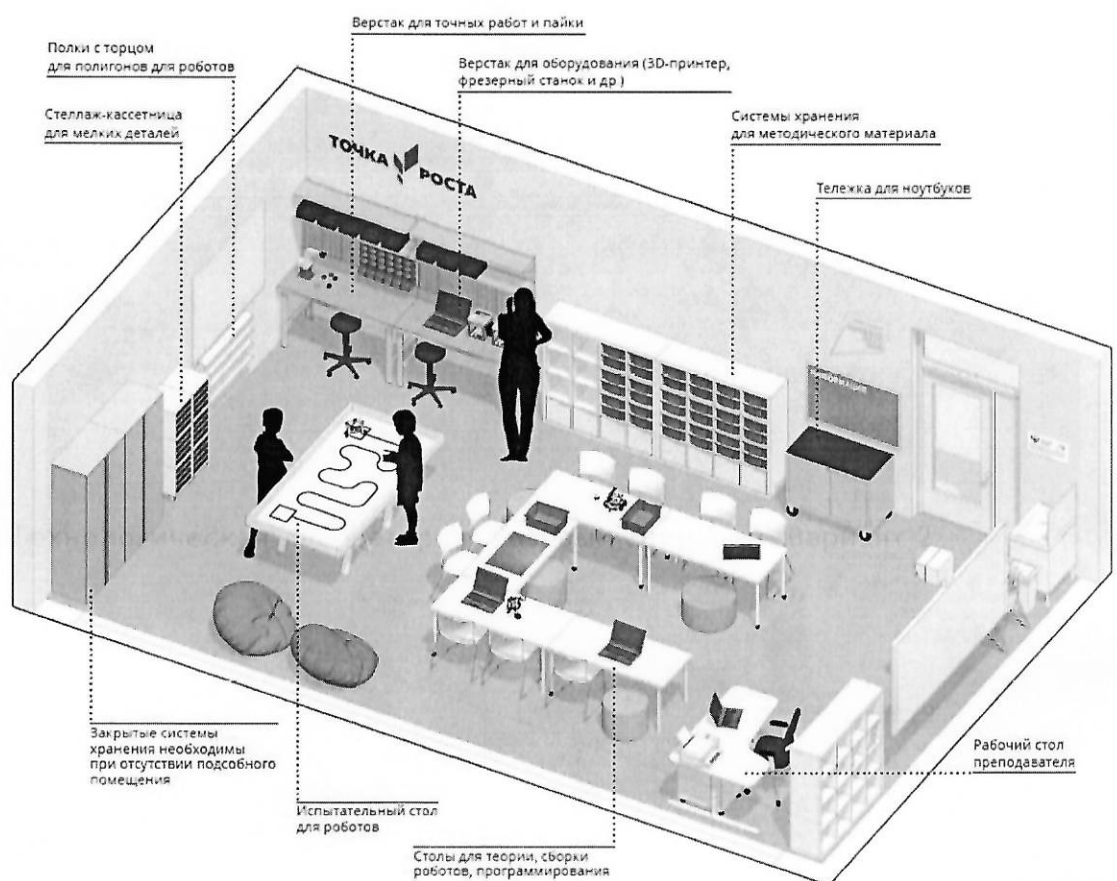 Верстак для точных работ и пайки
Полки с торцом
для полигонов для роботов
Верстак для оборудования (3D-принтер,
фрезерный станок и др.)
Стеллаж-кассетница
для мелких деталей
Системы хранения
для методического материала
Тележка для ноутбуков
ТОЧКА РОСТА
ИНФОРМАЦИЯ
Закрытые системы
хранения необходимы
при отсутствии подсобного
помещения
Рабочий стол
преподавателя
Испытательный стол
для роботов
Столы для теории, сборки
роботов, программирования